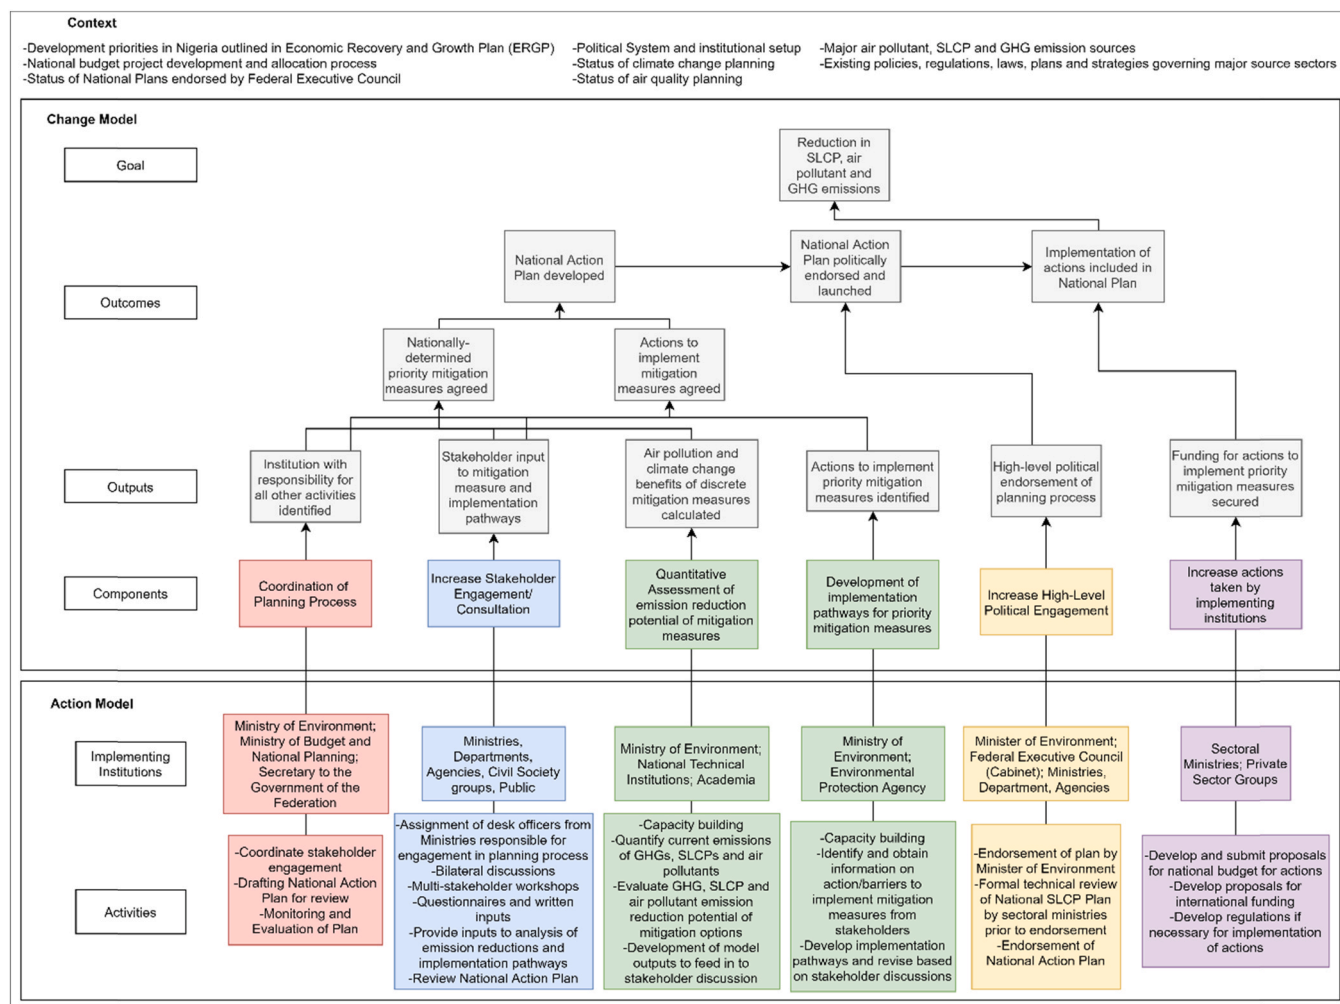 Context
-Development priorities in Nigeria outlined in Economic Recovery and Growth Plan (ERGP)
-National budget project development and allocation process
-Status of National Plans endorsed by Federal Executive Council
-Political System and institutional setup
-Status of climate change planning
-Status of air quality planning
-Major air pollutant, SLCP and GHG emission sources
-Existing policies, regulations, laws, plans and strategies governing major source sectors
Change Model
Goal
Reduction in
SLCP, air
pollutant and
GHG emissions
Outcomes
National Action
Plan developed
National Action
Plan politically
endorsed and
launched
Implementation of
actions included in
National Plan
Nationally-
determined
priority mitigation
measures agreed
Actions to
implement
mitigation
measures agreed
Outputs
Institution with
responsibility for
all other activities
identified
Stakeholder input
to mitigation
measure and
implementation
pathways
Air pollution and
climate change
benefits of discrete
mitigation measures
calculated
Actions to implement
priority mitigation
measures identified
High-level political
endorsement of
planning process
Funding for actions to
implement priority
mitigation measures
secured
Components
Coordination of
Planning Process
Increase Stakeholder
Engagement/
Consultation
Quantitative
Assessment of
emission reduction
potential of mitigation
measures
Development of
implementation
pathways for priority
mitigation measures
Increase High-Level
Political Engagement
Increase actions
taken by
implementing
institutions
Action Model
Implementing
Institutions
Ministry of Environment;
Ministry of Budget and
National Planning;
Secretary to the
Government of the
Federation
Ministries,
Departments,
Agencies, Civil Society
groups, Public
Ministry of Environment;
National Technical
Institutions; Academia
Ministry of
Environment;
Environmental
Protection Agency
Minister of Environment;
Federal Executive Council
(Cabinet); Ministries,
Department, Agencies
Sectoral
Ministries; Private
Sector Groups
Activities
-Coordinate stakeholder
engagement
-Drafting National Action
Plan for review
-Monitoring and
Evaluation of Plan
-Assignment of desk officers from
Ministries responsible for
engagement in planning process
-Bilateral discussions
-Multi-stakeholder workshops
-Questionnaires and written
inputs
-Provide inputs to analysis of
emission reductions and
implementation pathways
-Review National Action Plan
-Capacity building
-Quantify current emissions
of GHGs, SLCPs and air
pollutants
-Evaluate GHG, SLCP and
air pollutant emission
reduction potential of
mitigation options
-Development of model
outputs to feed in to
stakeholder discussion
-Capacity building
-Identify and obtain
information on
action/barriers to
implement mitigation
measures from
stakeholders
-Develop implementation
pathways and revise based
on stakeholder discussions
-Endorsement of plan by
Minister of Environment
-Formal technical review
of National SLCP Plan
by sectoral ministries
prior to endorsement
-Endorsement of
National Action Plan
-Develop and submit proposals
for national budget for actions
-Develop proposals for
international funding
-Develop regulations if
necessary for implementation
of actions